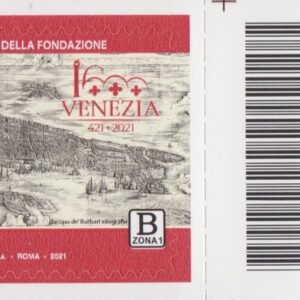 DELLA FONDAZIONE
1600
VENEZIA
421 • 2021
Jacopo de' Barbari xilografia
B
ZONA 1
A • ROMA • 2021